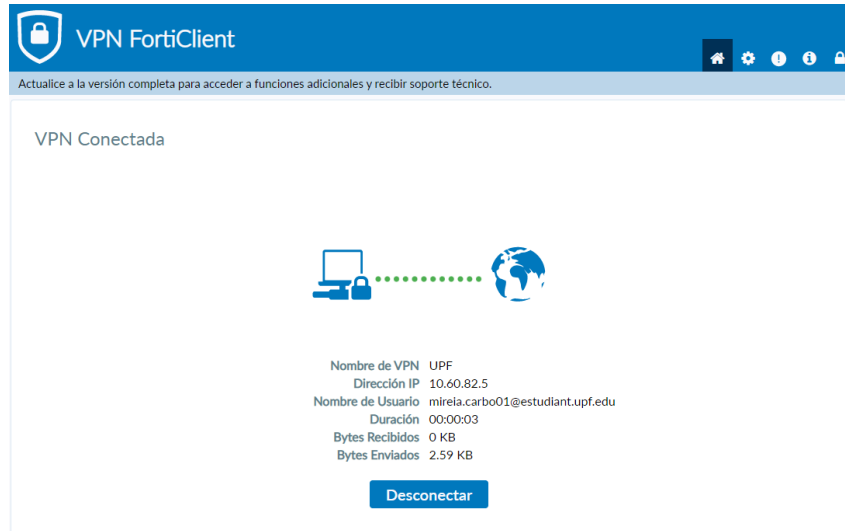 VPN FortiClient
Actualice a la versión completa para acceder a funciones adicionales y recibir soporte técnico.
VPN Conectada
Nombre de VPN UPF
Dirección IP 10.60.82.5
Nombre de Usuario mireia.carbo01@estudiant.upf.edu
Duración 00:00:03
Bytes Recibidos 0 KB
Bytes Enviados 2.59 KB
Desconectar